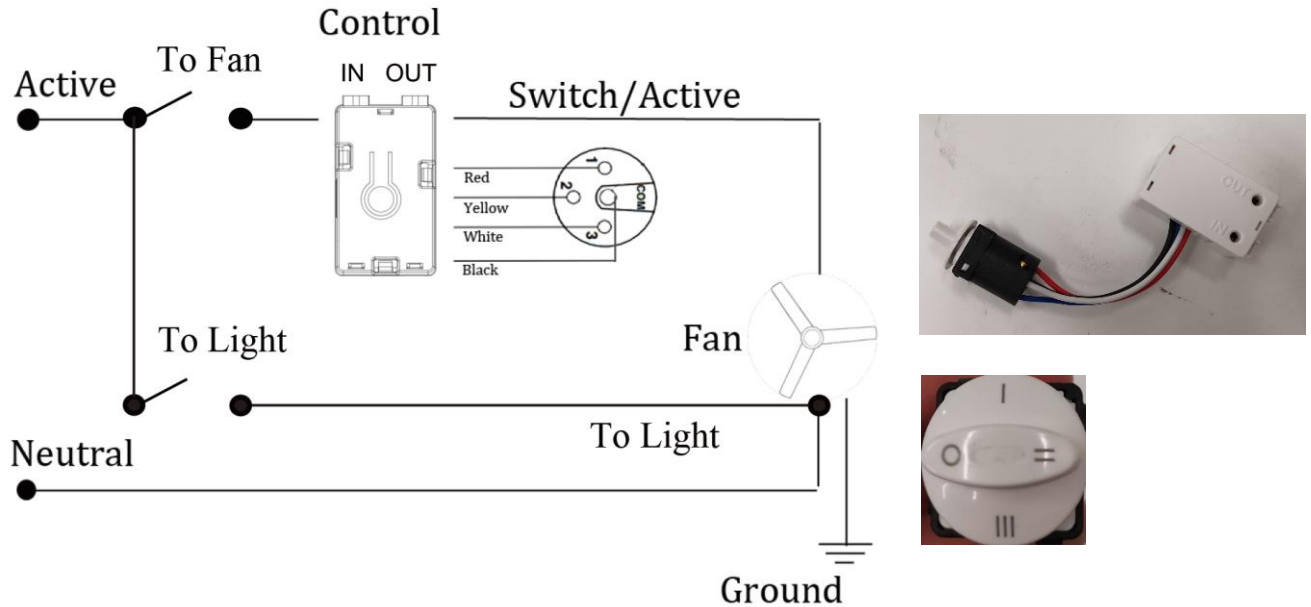 Control
To Fan
IN OUT
Active
Switch/Active
1
Red
2
COM
Yellow
White
3
Black
To Light
Fan
To Light
Neutral
Ground
OUT
IN
I
O II
III